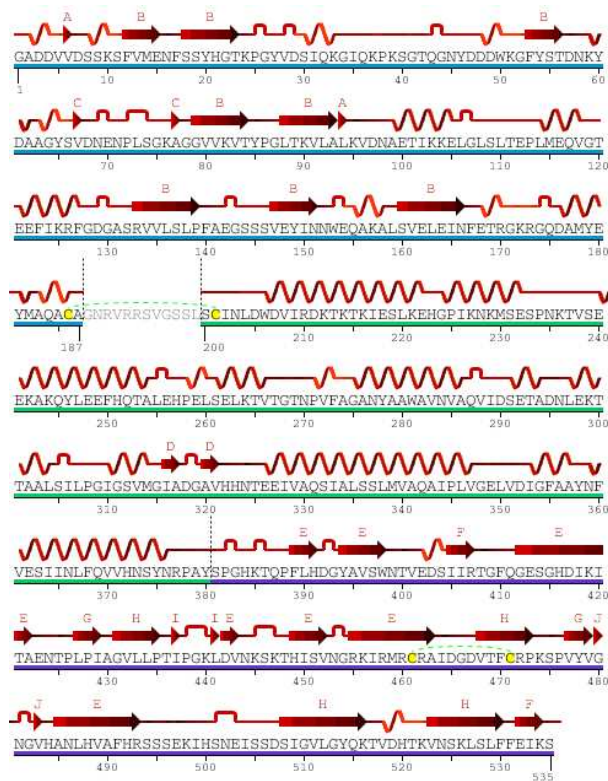 A B B B
GADDVVDSSKSFVMENFSSYHGTKPGYVDSIQKGIQKPKSGTQGNYDDDWKGFYSTDNKY
1 10 20 30 40 50 60
C C B B A
DAAGYSVDNENPLSGKAGGVVKVTYPGLTKVLALKVDNAETIKKELGLSLTEPLMEQVGT
70 80 90 100 110 120
B B B
EEFIKRFGDGASRVVLSLPFAEGSSSVEYINNWEQAKALSVELEINFETRGKRGQDAMYE
130 140 150 160 170 180
YMAQACAGNRVRRSVGSSLSCINLDWDVIRDKTKTKIESLKEHGPIKNKMSESPNKTVSE
187 200 210 220 230 240
EKAKQYLEEFHQTALEHPELSELKTVTGTNPVFAGANYAAWAVNVAQVIDSETADNLEKT
250 260 270 280 290 300
D D
TAALSILPGIGSVMGIADGAVHHNTEEIVAQSIALSSLMVAQAIPLVGELVDIGFAAYNF
310 320 330 340 350 360
E E F E
VESIINLFQVVHNSYNRPAYSPGHKTQPFLHDGYAVSWNTVEDSIIRTGFQGESGHDIKI
370 380 390 400 410 420
E G H I I E E E H G J
TAENTPLPIAGVLLPTIPGKLDVNKSKTHISVNGRKIRMRCRAIDGDVTFCRPKSPVYVG
430 440 450 460 470 480
J E H H F
NGVHANLHVAFHRSSSEKIHSNEISSDSIGVLGYQKTVDHTKVNSKLSLFFEIKS
490 500 510 520 530 535